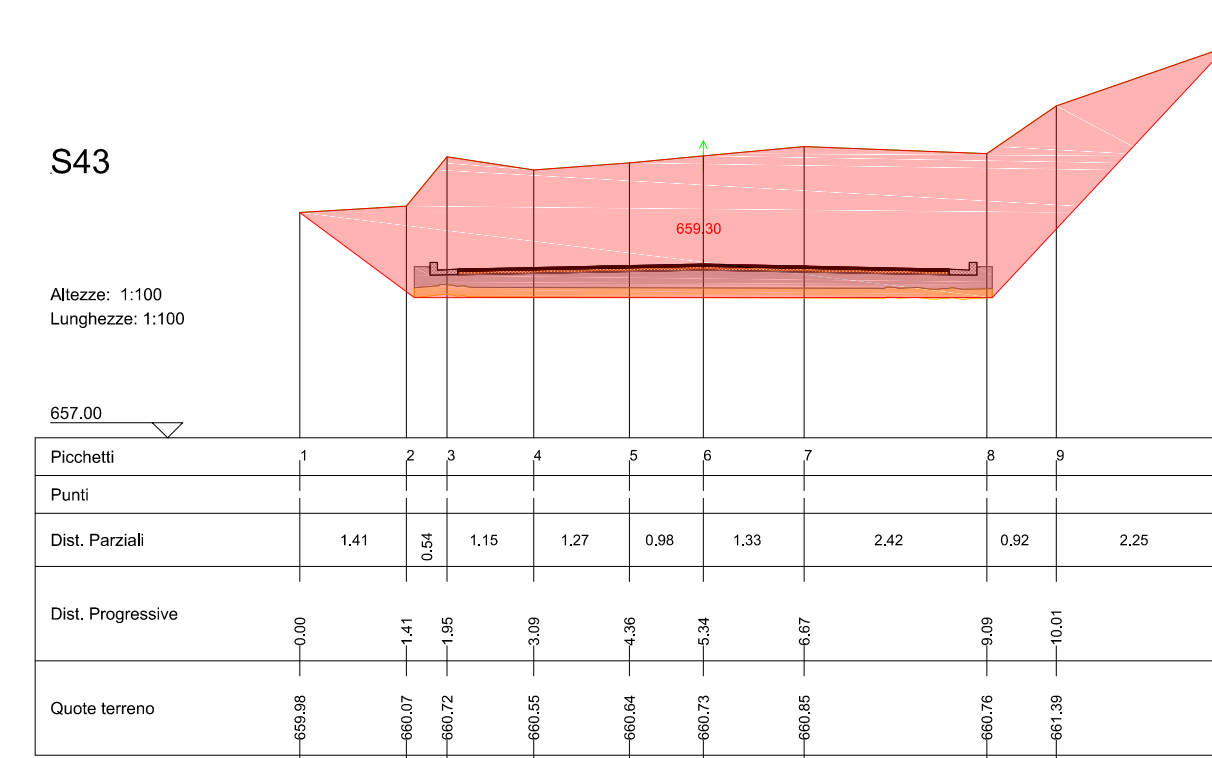 S43
659.30
Altezze: 1:100
Lunghezze: 1:100
657.00
Picchetti 1 2 3 4 5 6 7 8 9
Punti
Dist. Parziali 1.41 0.54 1.15 1.27 0.98 1.33 2.42 0.92 2.25
Dist. Progressive 0.00 1.41 1.95 3.09 4.36 5.34 6.67 9.09 10.01
Quote terreno 659.98 660.07 660.72 660.55 660.64 660.73 660.85 660.76 661.39